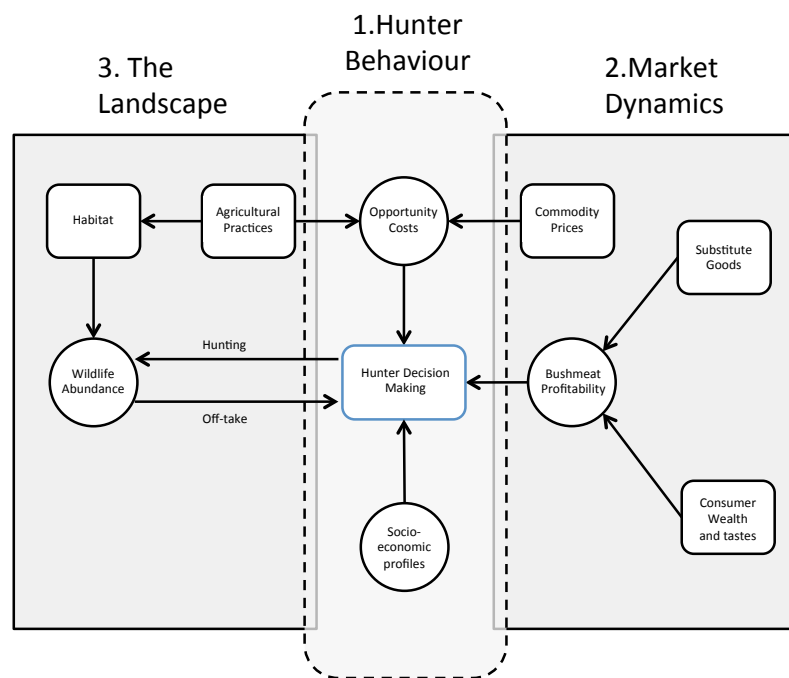 1.Hunter
Behaviour
3. The
Landscape
2.Market
Dynamics
Habitat
Agricultural
Practices
Opportunity
Costs
Commodity
Prices
Substitute
Goods
Wildlife
Abundance
Hunting
Off-take
Hunter Decision
Making
Bushmeat
Profitability
Socio-
economic
profiles
Consumer
Wealth
and tastes